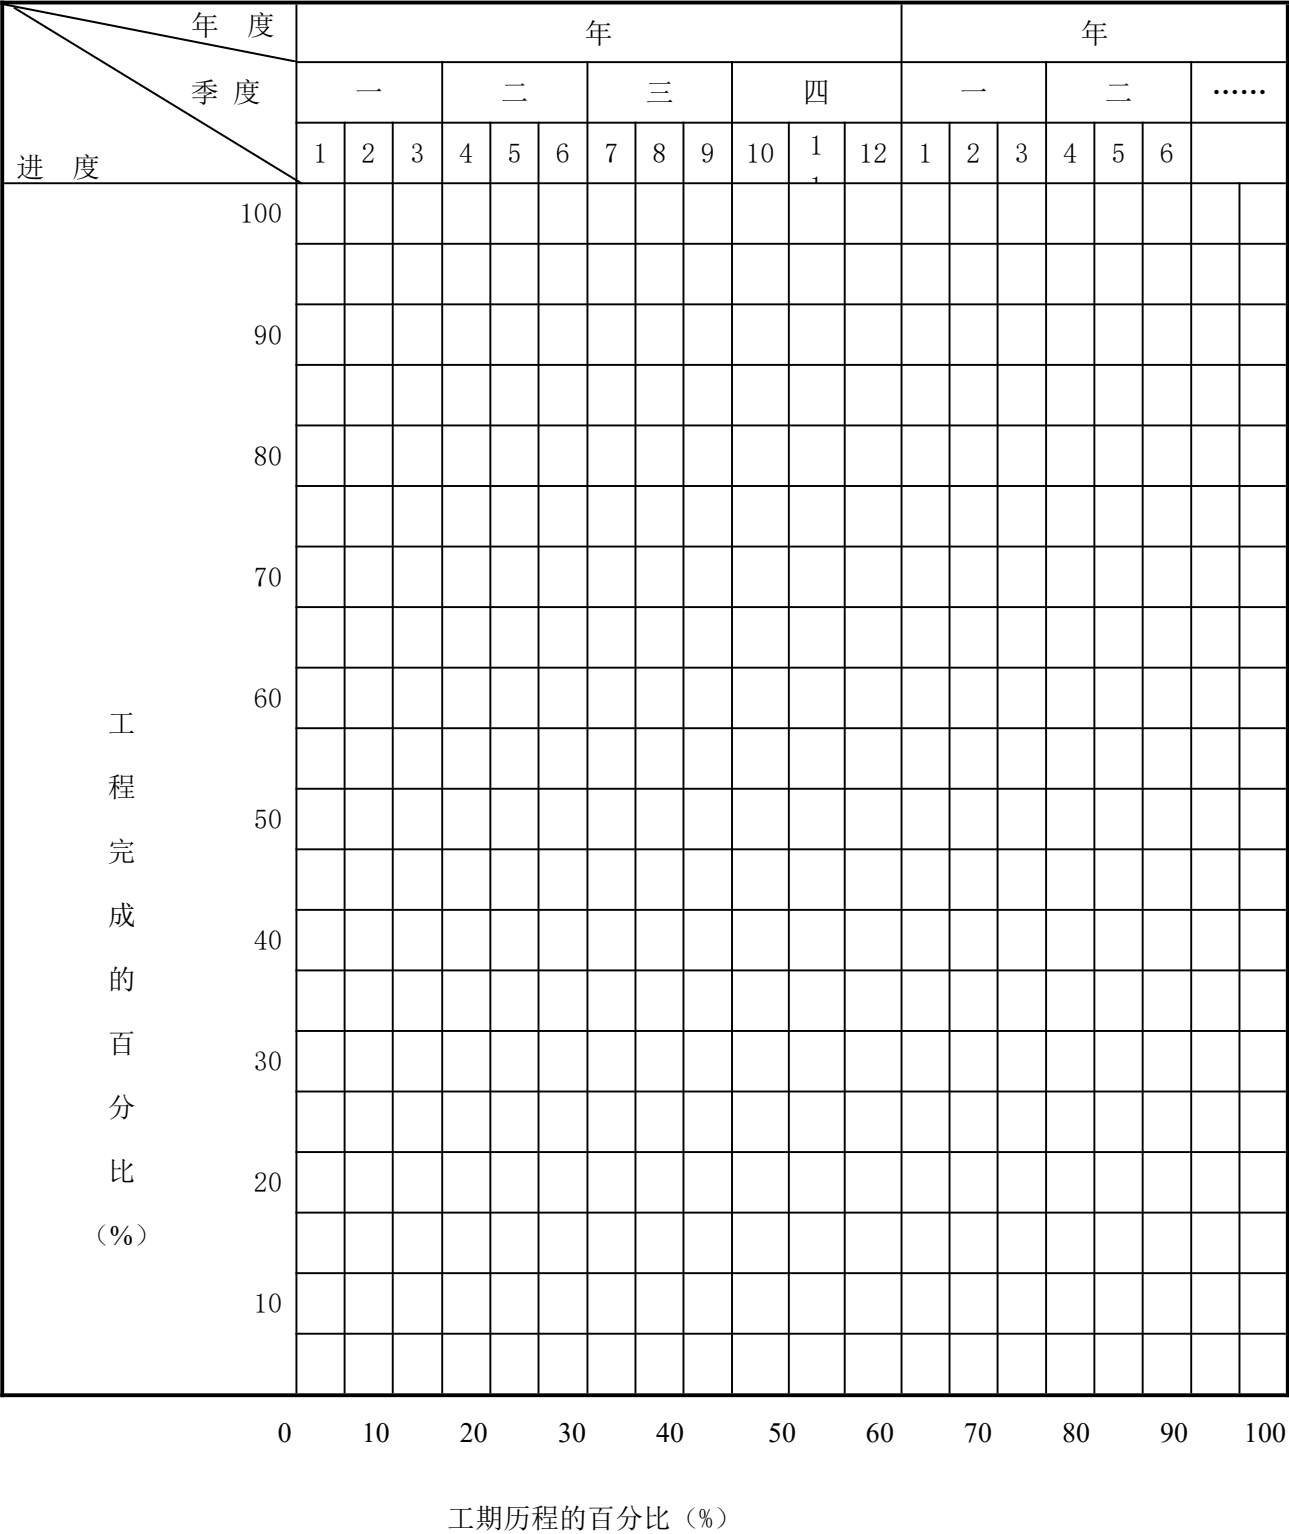 年 度 年 年
季 度 一 二 三 四 一 二 ……
进 度 1 2 3 4 5 6 7 8 9 10 11 12 1 2 3 4 5 6
100
90
80
70
60
50
40
30
20
10
工
程
完
成
的
百
分
比
（%）
0 10 20 30 40 50 60 70 80 90 100
工期历程的百分比（%）